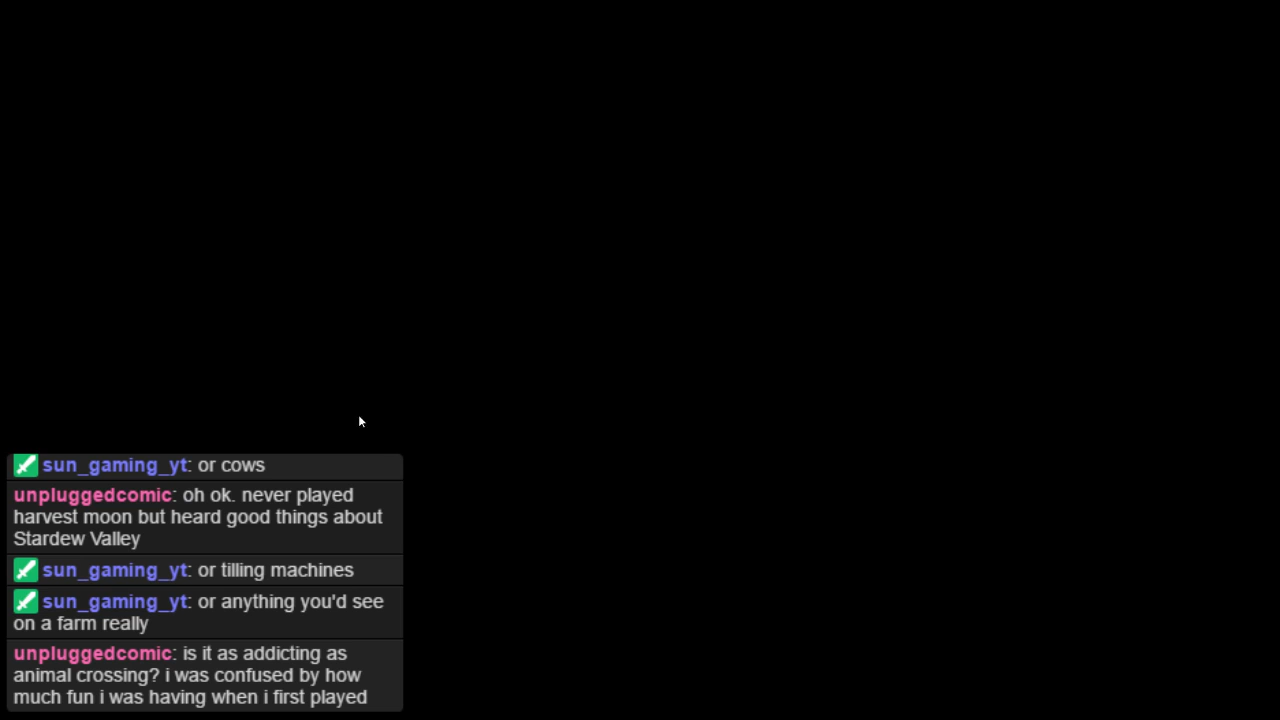 sun_gaming_yt: or cows
unpluggedcomic: oh ok. never played
harvest moon but heard good things about
Stardew Valley
sun_gaming_yt: or tilling machines
sun_gaming_yt: or anything you'd see
on a farm really
unpluggedcomic: is it as addicting as
animal crossing? i was confused by how
much fun i was having when i first played